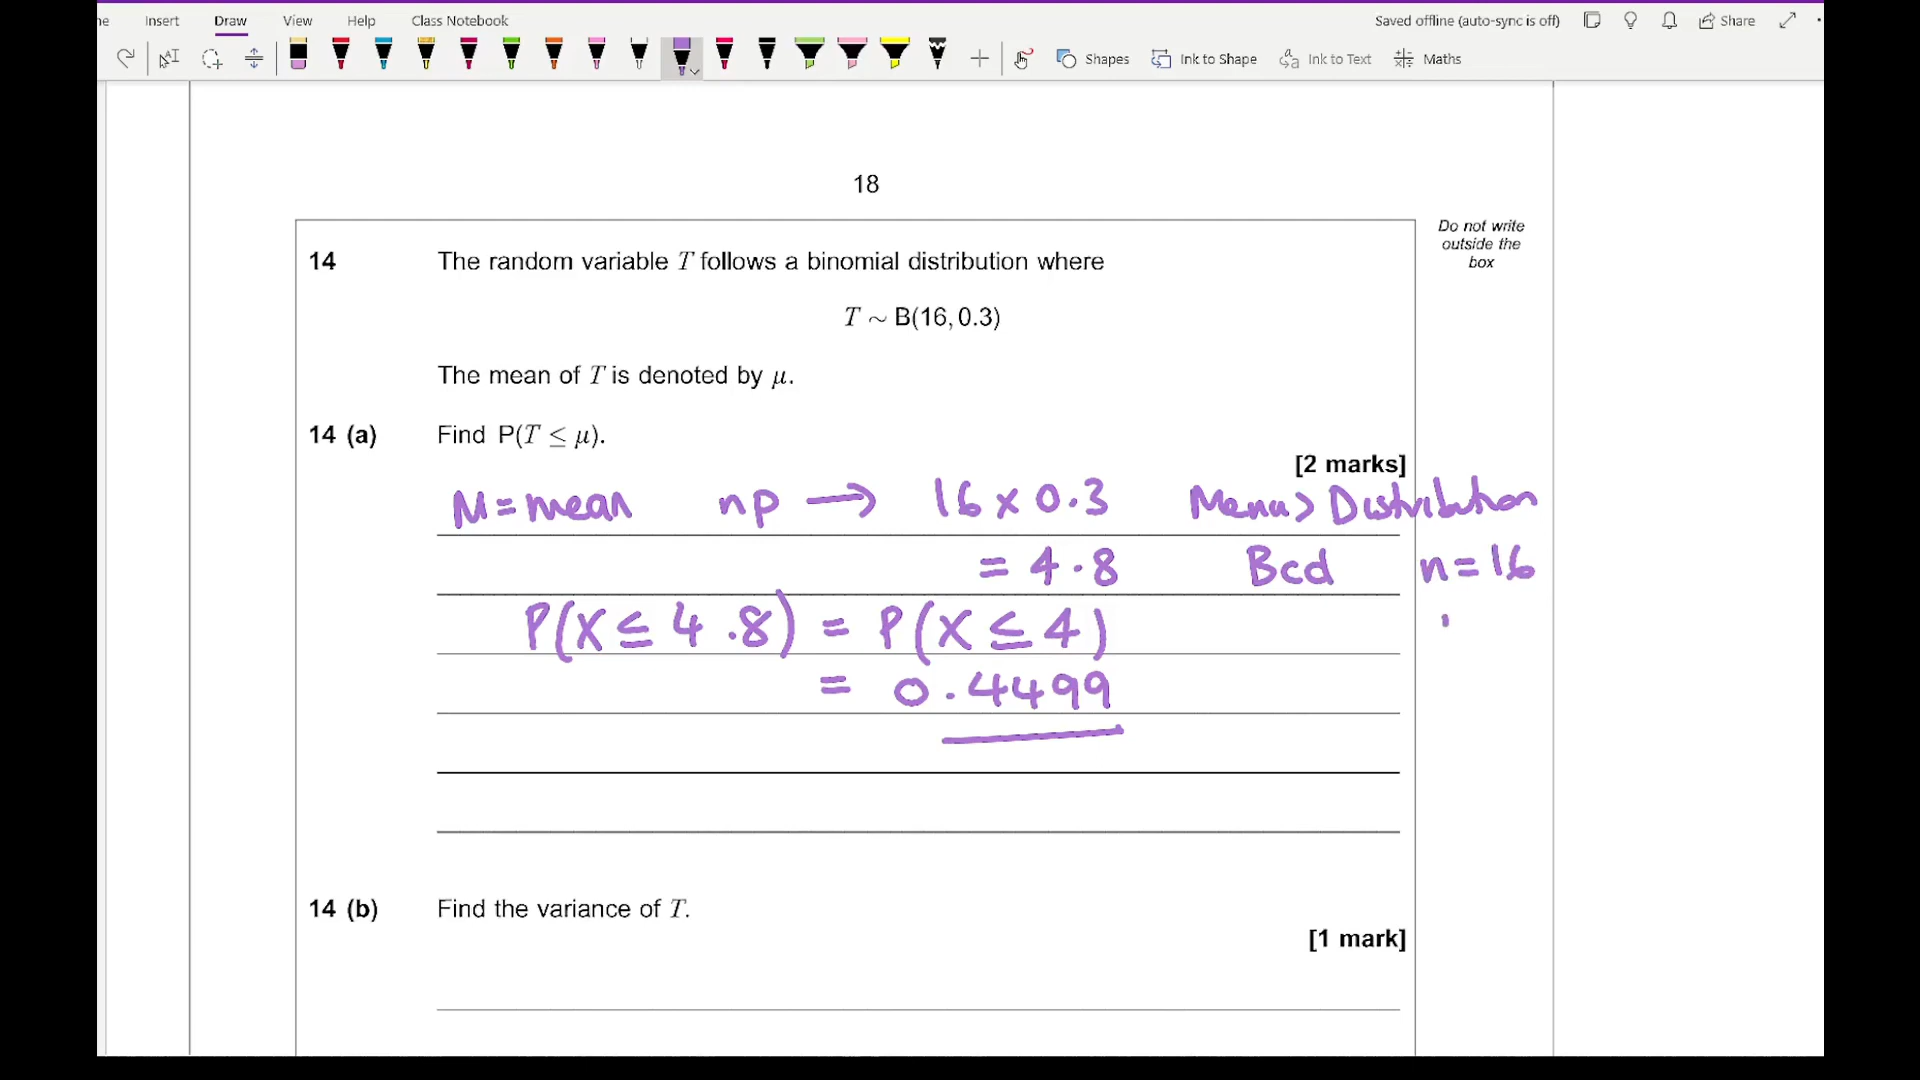 Insert Draw View Help Class Notebook Saved offline (auto-sync is off) Share
Shapes Ink to Shape Ink to Text Maths
18
Do not write
outside the
box
14 The random variable T follows a binomial distribution where
T ~ B(16, 0.3)
The mean of T is denoted by μ.
14 (a) Find P(T ≤ μ).
[2 marks]
M = mean np → 16 x 0.3 Menu > Distribution
= 4.8 Bcd n = 16
P(X ≤ 4.8) = P(X ≤ 4)
= 0.4499
14 (b) Find the variance of T.
[1 mark]